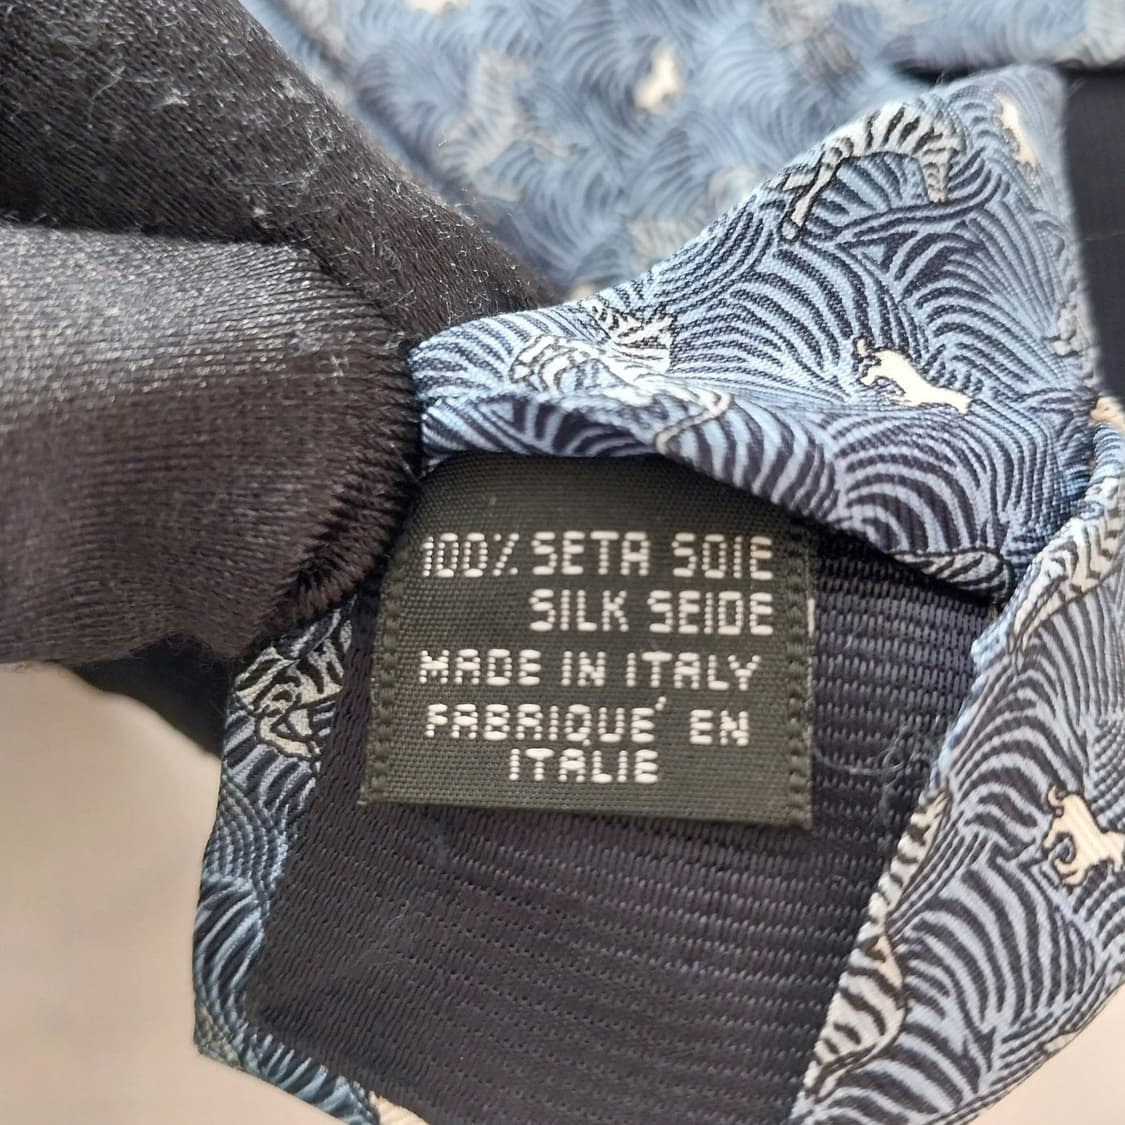 100% SETA SOIE
SILK SEIDE
MADE IN ITALY
FABRIQUE' EN
ITALIE